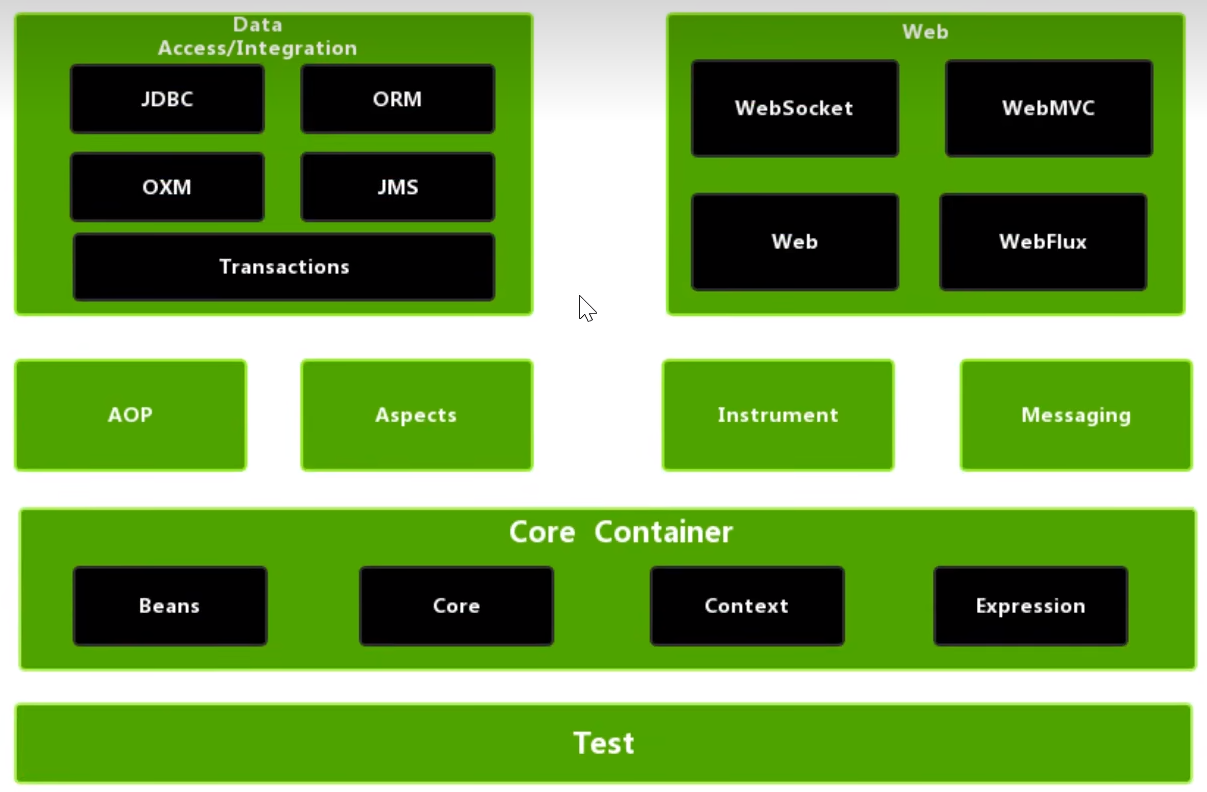 Data
Access/Integration
JDBC
ORM
OXM
JMS
Transactions
Web
WebSocket
WebMVC
Web
WebFlux
AOP
Aspects
Instrument
Messaging
Core Container
Beans
Core
Context
Expression
Test